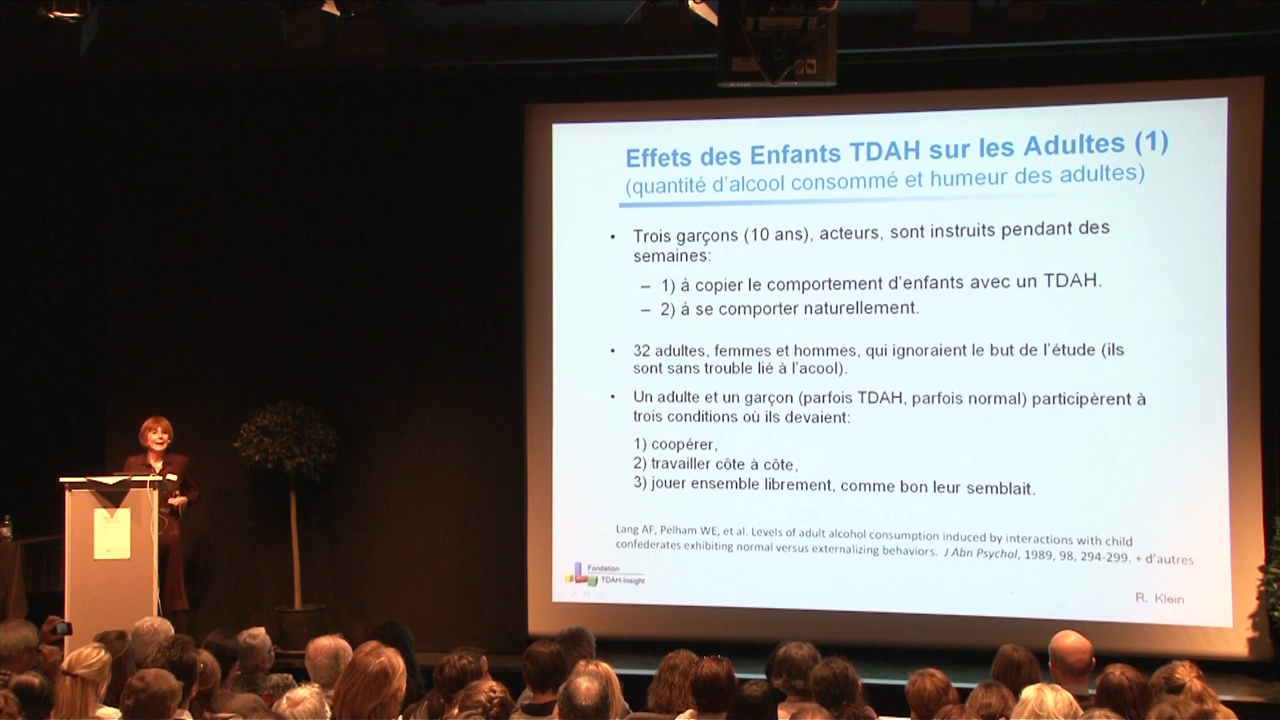 Effets des Enfants TDAH sur les Adultes (1)
(quantité d'alcool consommé et humeur des adultes)
• Trois garçons (10 ans), acteurs, sont instruits pendant des
semaines:
– 1) à copier le comportement d'enfants avec un TDAH.
– 2) à se comporter naturellement.
• 32 adultes, femmes et hommes, qui ignoraient le but de l'étude (ils
sont sans trouble lié à l'acool).
• Un adulte et un garçon (parfois TDAH, parfois normal) participèrent à
trois conditions où ils devaient:
1) coopérer,
2) travailler côte à côte,
3) jouer ensemble librement, comme bon leur semblait.
Lang AF, Pelham WE, et al. Levels of adult alcohol consumption induced by interactions with child
confederates exhibiting normal versus externalizing behaviors. J Abn Psychol, 1989, 98, 294-299. + d'autres
Fondation
TDAH-Insight
R. Klein